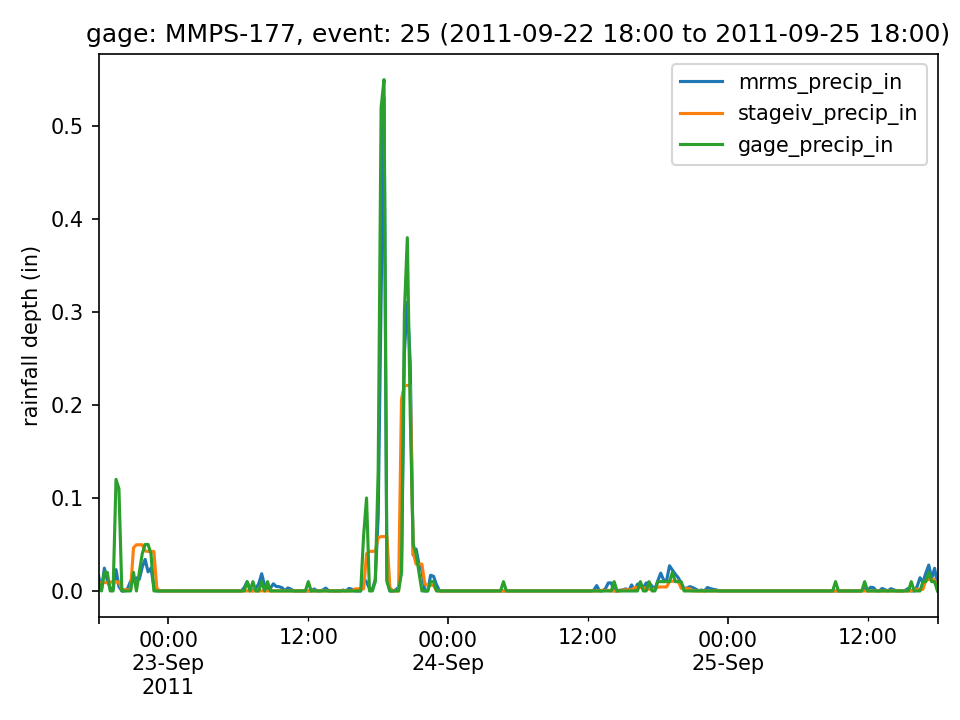 gage: MMPS-177, event: 25 (2011-09-22 18:00 to 2011-09-25 18:00)
mrms_precip_in
stageiv_precip_in
gage_precip_in
rainfall depth (in)
0.5
0.4
0.3
0.2
0.1
0.0
00:00 12:00 00:00 12:00 00:00 12:00
23-Sep 24-Sep 25-Sep
2011